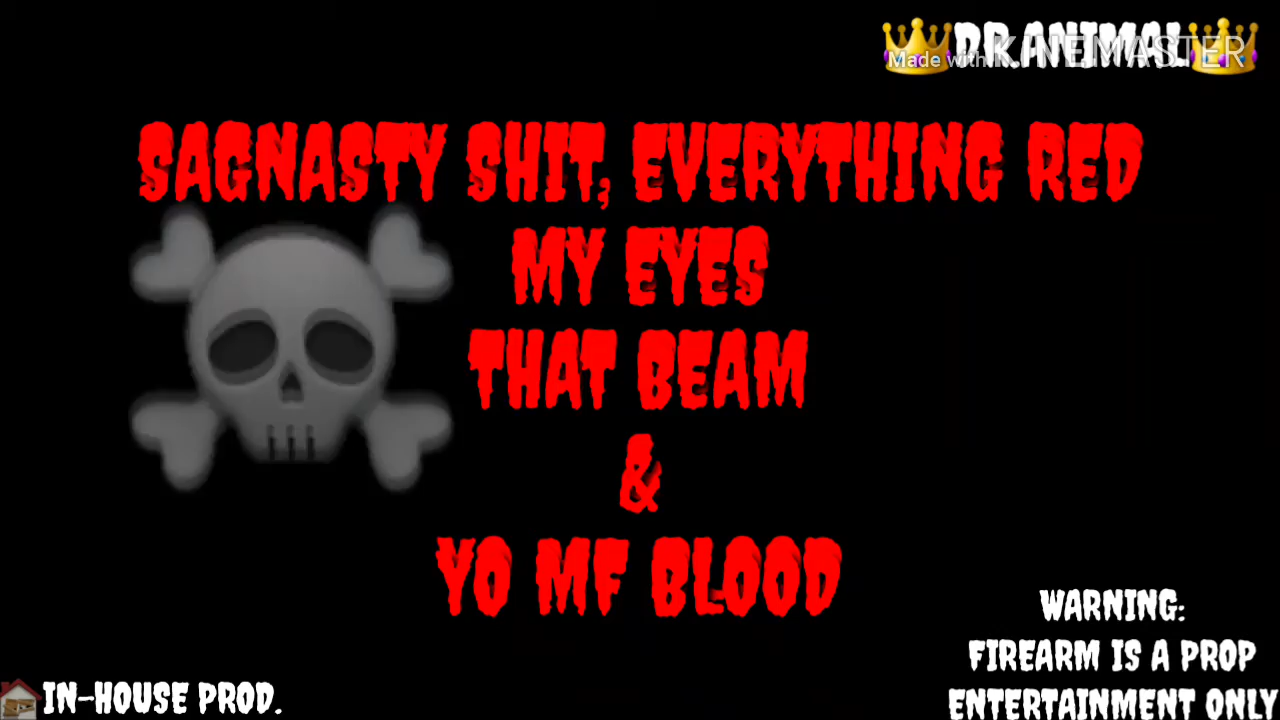 👑DR.ANIMAL👑
Made with KINEMASTER
SAGNASTY SHIT, EVERYTHING RED
MY EYES
THAT BEAM
&
YO MF BLOOD
WARNING:
FIREARM IS A PROP
ENTERTAINMENT ONLY
IN-HOUSE PROD.